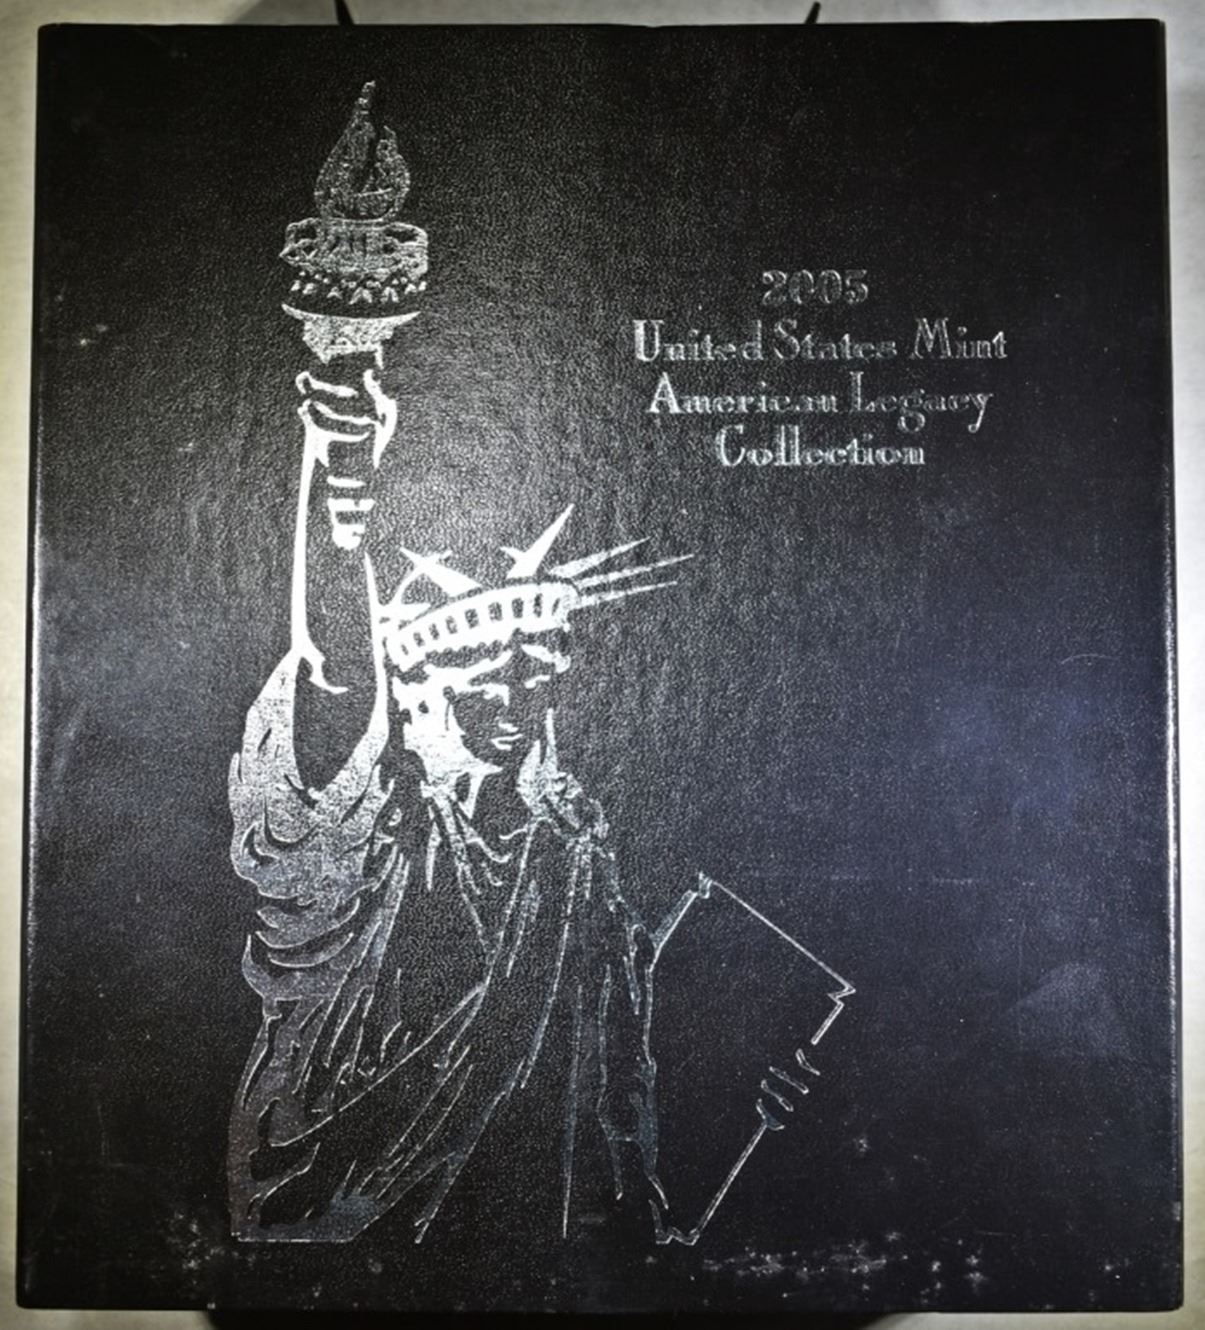 2005
United States Mint
American Legacy
Collection